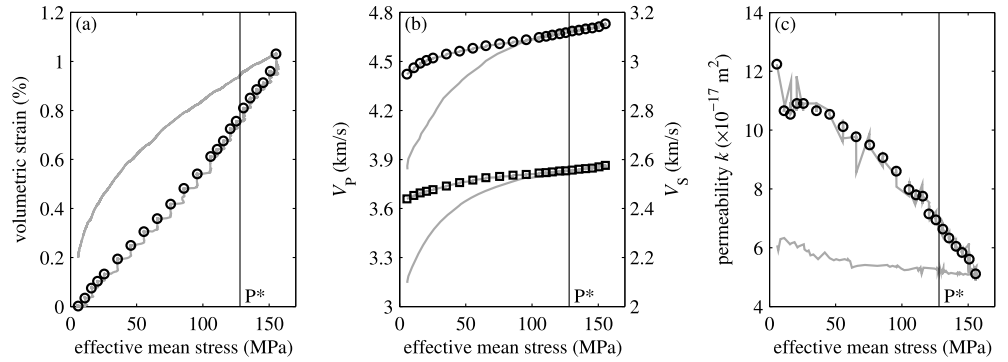 (a)
1.2
1
0.8
0.6
0.4
0.2
0
volumetric strain (%)
0 50 100 150
effective mean stress (MPa)
P*
(b)
4.8
4.5
4.2
3.9
3.6
3.3
3
V_P (km/s)
3.2
3
2.8
2.6
2.4
2.2
2
V_S (km/s)
0 50 100 150
effective mean stress (MPa)
P*
(c)
14
12
10
8
6
4
permeability k (×10⁻¹⁷ m²)
0 50 100 150
effective mean stress (MPa)
P*